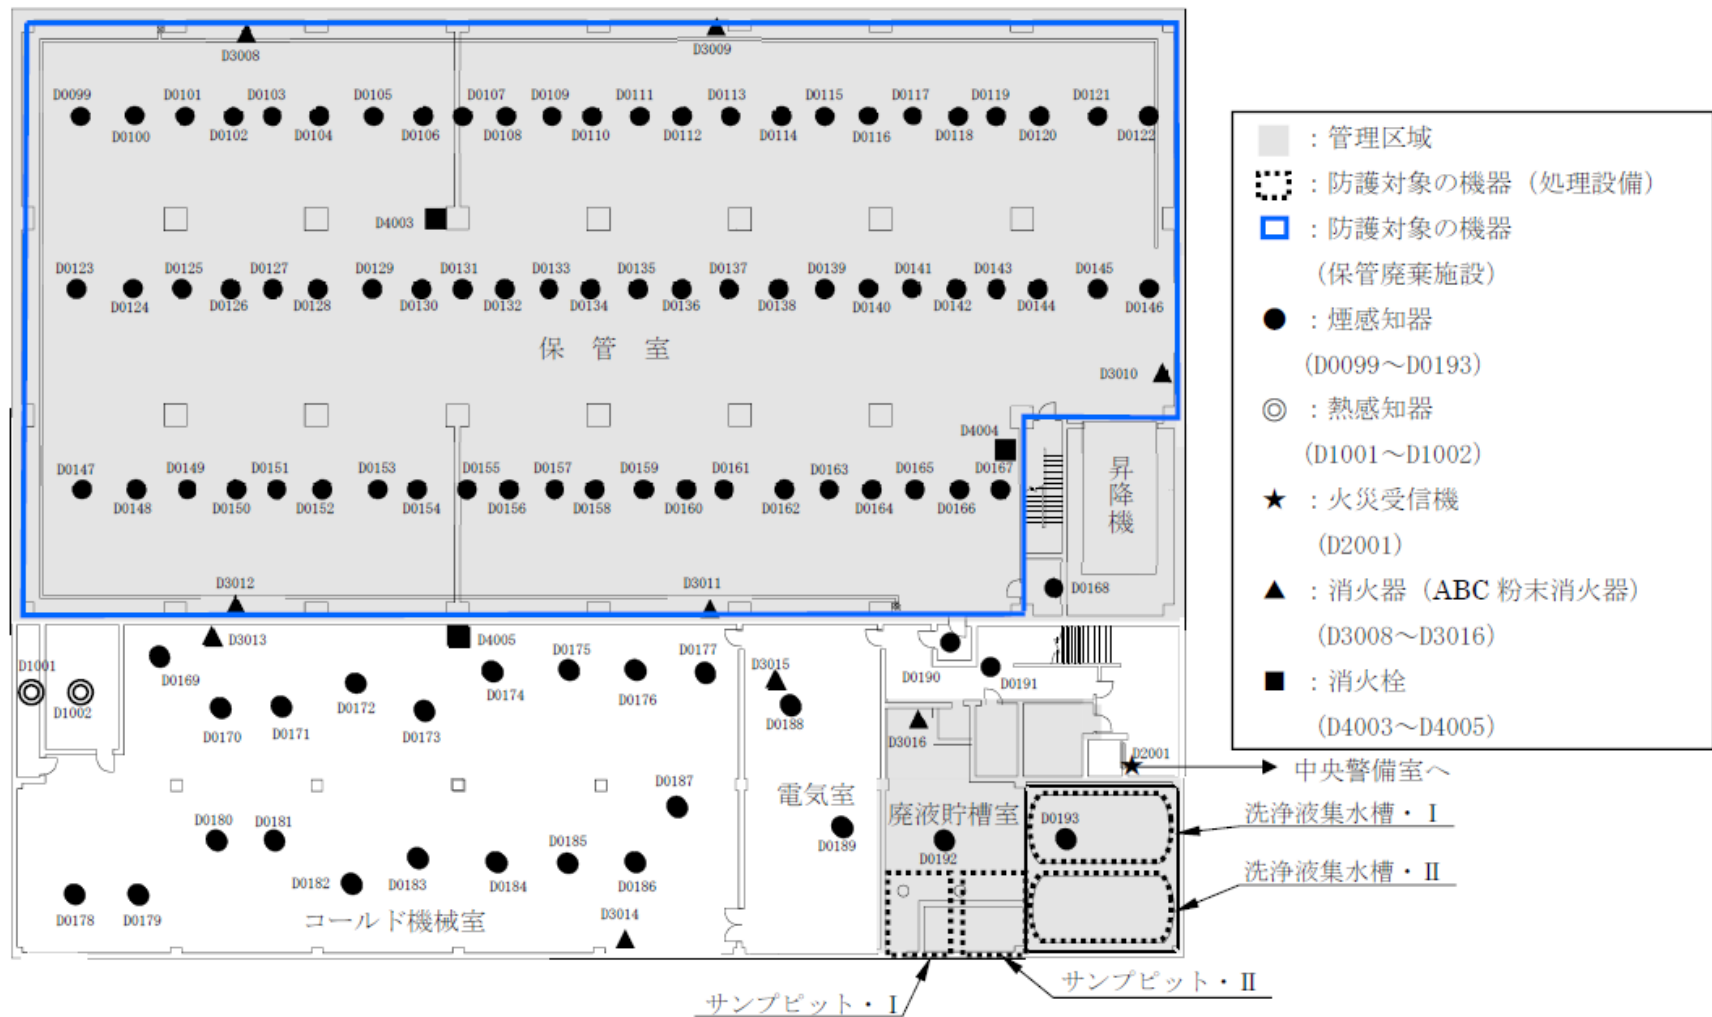 D3008
D3009
D0099 D0101 D0103 D0105 D0107 D0109 D0111 D0113 D0115 D0117 D0119 D0121
D0100 D0102 D0104 D0106 D0108 D0110 D0112 D0114 D0116 D0118 D0120 D0122
D4003
D0123 D0125 D0127 D0129 D0131 D0133 D0135 D0137 D0139 D0141 D0143 D0145
D0124 D0126 D0128 D0130 D0132 D0134 D0136 D0138 D0140 D0142 D0144 D0146
保 管 室
D3010
D4004
D0147 D0149 D0151 D0153 D0155 D0157 D0159 D0161 D0163 D0165 D0167
D0148 D0150 D0152 D0154 D0156 D0158 D0160 D0162 D0164 D0166
昇降機
D3012
D3011
D0168
D3013
D4005
D1001
D1002
D0169
D0170
D0171
D0172
D0173
D0174
D0175
D0176
D0177
D3015
D0188
D0190
D0191
D3016
D2001
中央警備室へ
D0187
電気室
廃液貯槽室
D0180
D0181
D0182
D0183
D0184
D0185
D0186
D0189
D0192
D0193
D0178
D0179
コールド機械室
D3014
洗浄液集水槽・Ⅰ
洗浄液集水槽・Ⅱ
サンプピット・Ⅱ
サンプピット・Ⅰ
：管理区域
：防護対象の機器（処理設備）
：防護対象の機器
（保管廃棄施設）
：煙感知器
(D0099～D0193)
：熱感知器
(D1001～D1002)
：火災受信機
(D2001)
：消火器（ABC 粉末消火器）
(D3008～D3016)
：消火栓
(D4003～D4005)